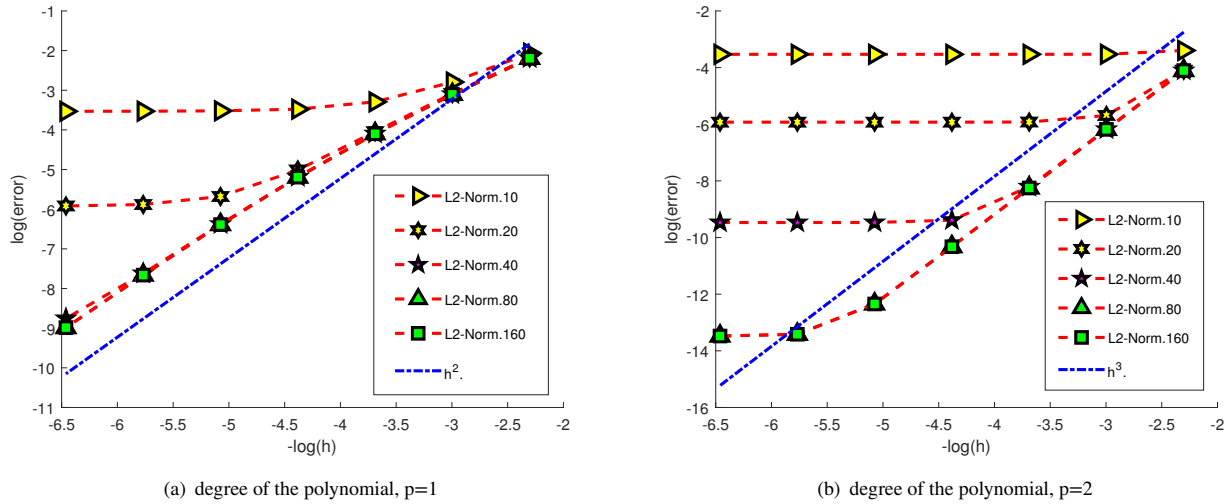 -1
-2
-3
-4
-5
-6
-7
-8
-9
-10
-11
log(error)
L2-Norm.10
L2-Norm.20
L2-Norm.40
L2-Norm.80
L2-Norm.160
h².
-6.5 -6 -5.5 -5 -4.5 -4 -3.5 -3 -2.5 -2
-log(h)
(a) degree of the polynomial, p=1
-2
-4
-6
-8
-10
-12
-14
-16
log(error)
L2-Norm.10
L2-Norm.20
L2-Norm.40
L2-Norm.80
L2-Norm.160
h³.
-6.5 -6 -5.5 -5 -4.5 -4 -3.5 -3 -2.5 -2
-log(h)
(b) degree of the polynomial, p=2